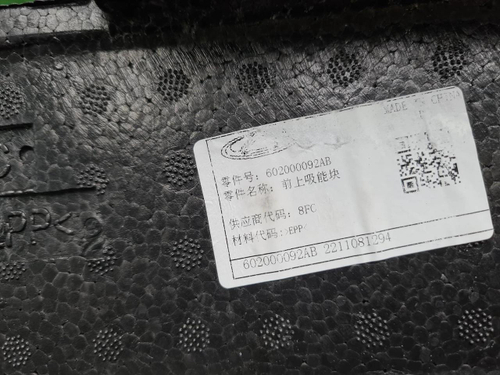 MADE IN CHINA
零件号: 602000092AB
零件名称: 前上吸能块
供应商代码: 8FC
材料代码: EPP
602000092AB 2211081294